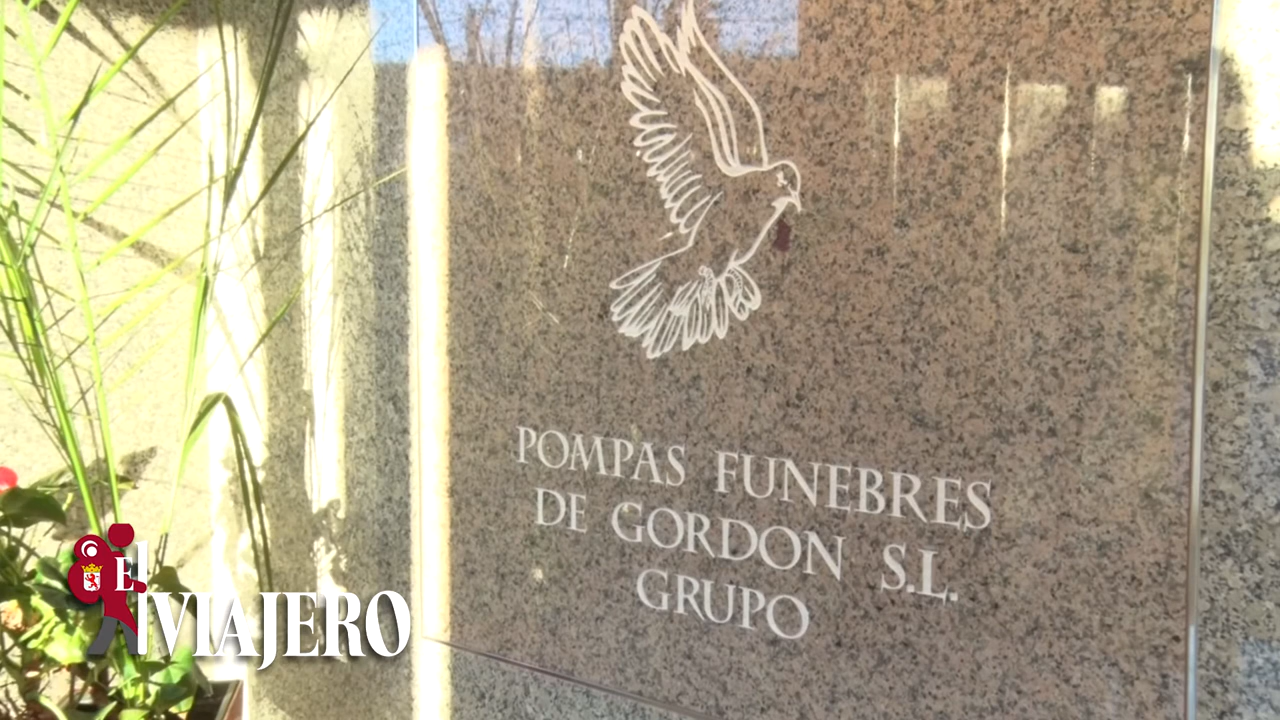 POMPAS FUNEBRES
DE GORDON S.L.
GRUPO
El
VIAJERO